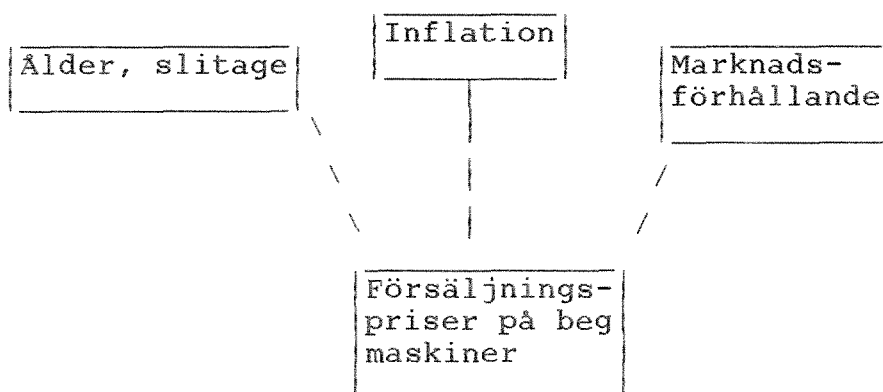 Ålder, slitage
Inflation
Marknads-
förhållande
Försäljnings-
priser på beg
maskiner